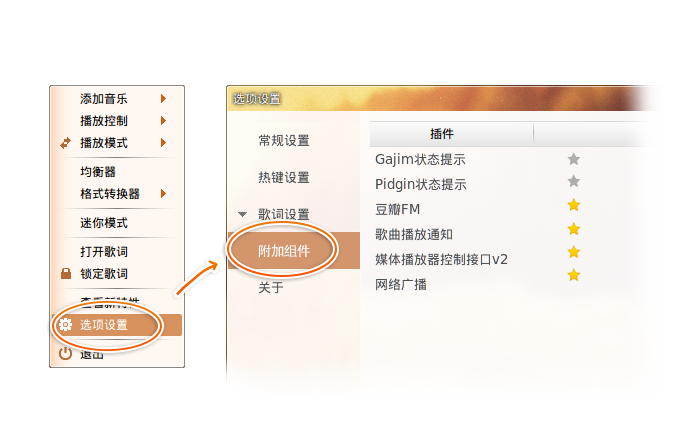 添加音乐
播放控制
播放模式
均衡器
格式转换器
迷你模式
打开歌词
锁定歌词
查看新特性
选项设置
退出
选项设置
常规设置
热键设置
歌词设置
附加组件
关于
插件
Gajim状态提示
Pidgin状态提示
豆瓣FM
歌曲播放通知
媒体播放器控制接口v2
网络广播